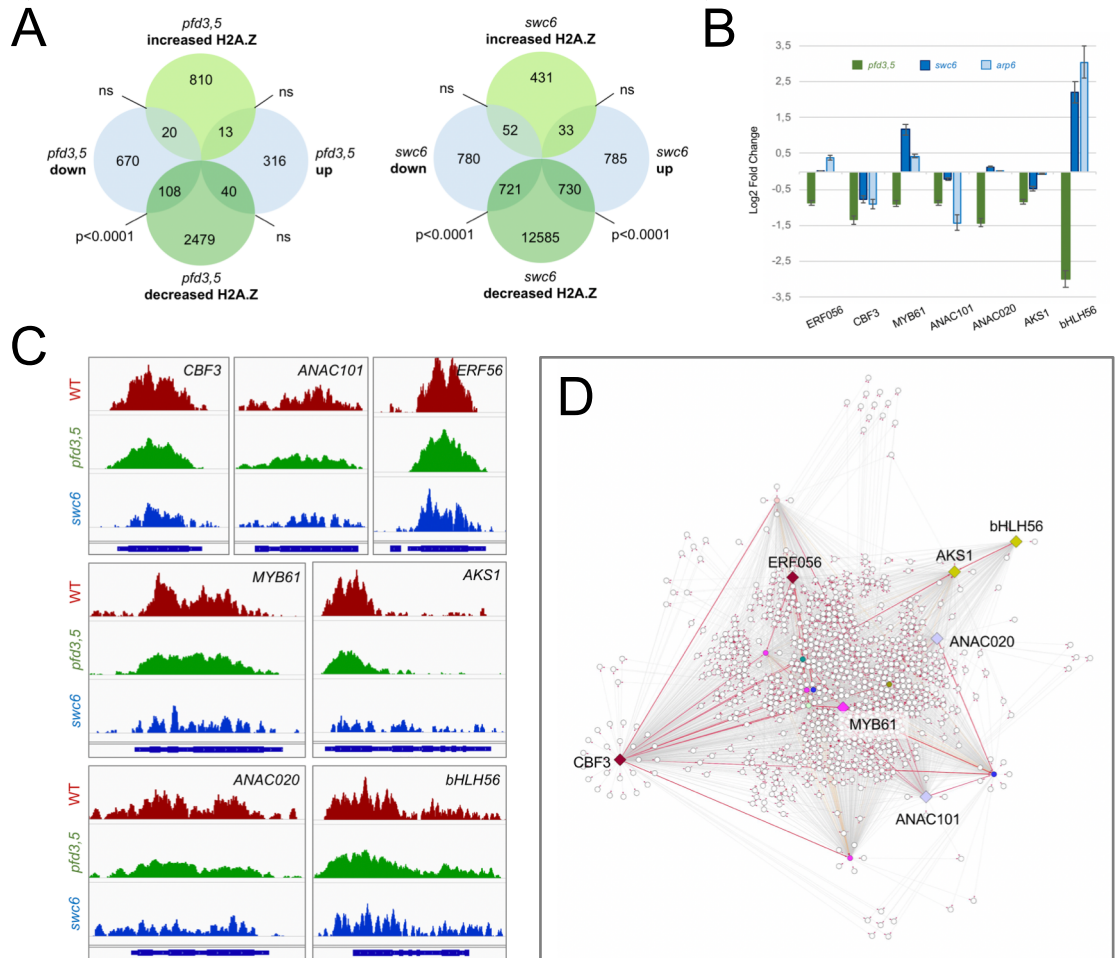 A
pfd3,5
increased H2A.Z
810
ns
ns
20
13
pfd3,5
down
670
316
pfd3,5
up
108
40
p<0.0001
ns
2479
pfd3,5
decreased H2A.Z
swc6
increased H2A.Z
431
ns
ns
52
33
swc6
down
780
785
swc6
up
721
730
p<0.0001
p<0.0001
12585
swc6
decreased H2A.Z
B
pfd3,5
swc6
arp6
Log2 Fold Change
3,5
2,5
1,5
0,5
-0,5
-1,5
-2,5
-3,5
ERF056
CBF3
MYB61
ANAC101
ANAC020
AKS1
bHLH56
C
WT
pfd3,5
swc6
CBF3
ANAC101
ERF56
WT
pfd3,5
swc6
MYB61
AKS1
WT
pfd3,5
swc6
ANAC020
bHLH56
D
bHLH56
AKS1
ERF056
ANAC020
MYB61
CBF3
ANAC101